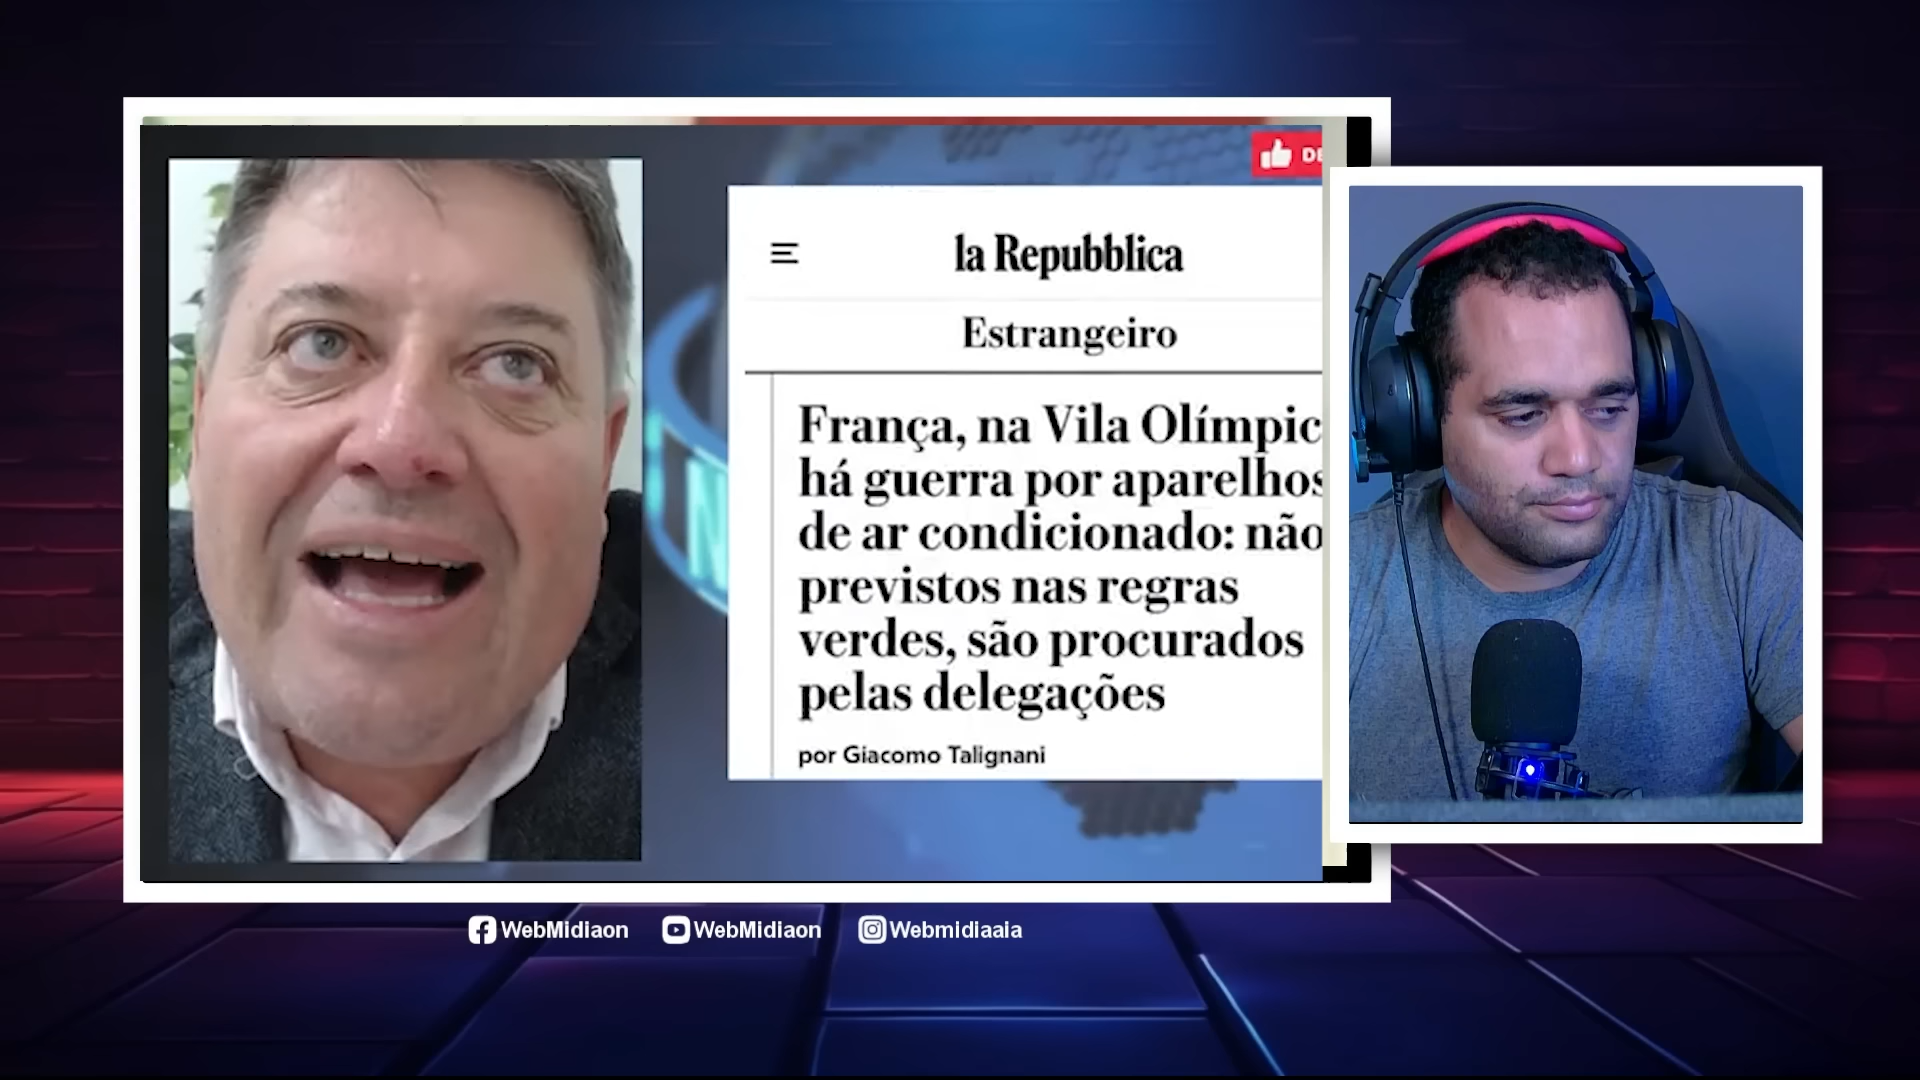 DE
la Repubblica
Estrangeiro
França, na Vila Olímpic
há guerra por aparelhos
de ar condicionado: não
previstos nas regras
verdes, são procurados
pelas delegações
por Giacomo Talignani
N
WebMidiaon WebMidiaon Webmidiaaia